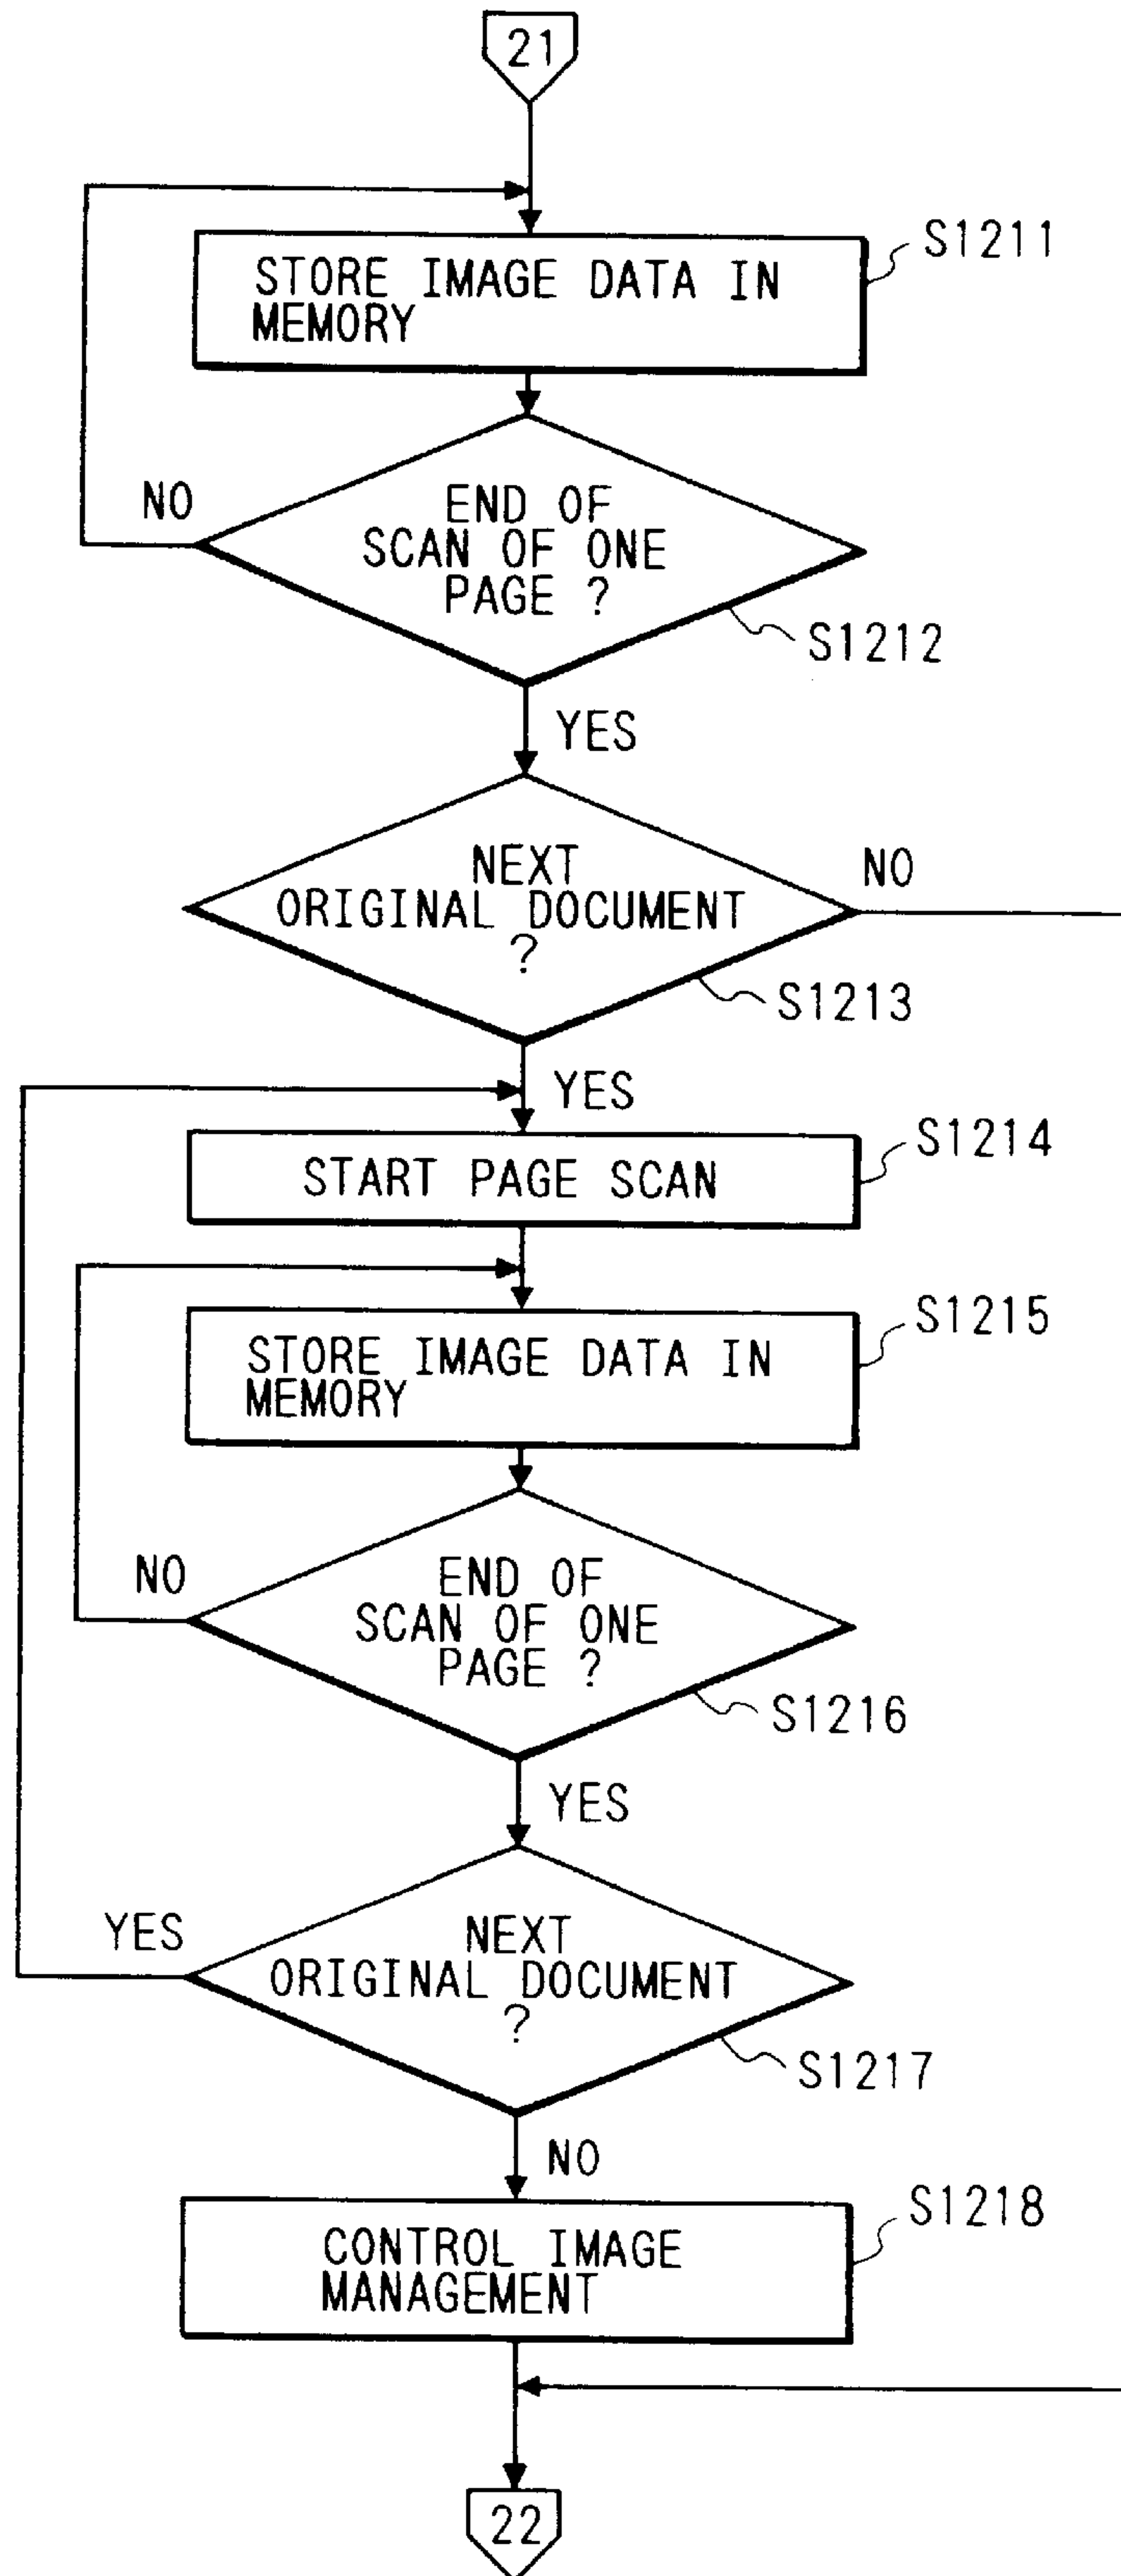 21
S1211
STORE IMAGE DATA IN
MEMORY
NO
END OF
SCAN OF ONE
PAGE ?
S1212
YES
NEXT
ORIGINAL DOCUMENT
?
NO
S1213
YES
S1214
START PAGE SCAN
S1215
STORE IMAGE DATA IN
MEMORY
NO
END OF
SCAN OF ONE
PAGE ?
S1216
YES
YES
NEXT
ORIGINAL DOCUMENT
?
S1217
NO
S1218
CONTROL IMAGE
MANAGEMENT
22